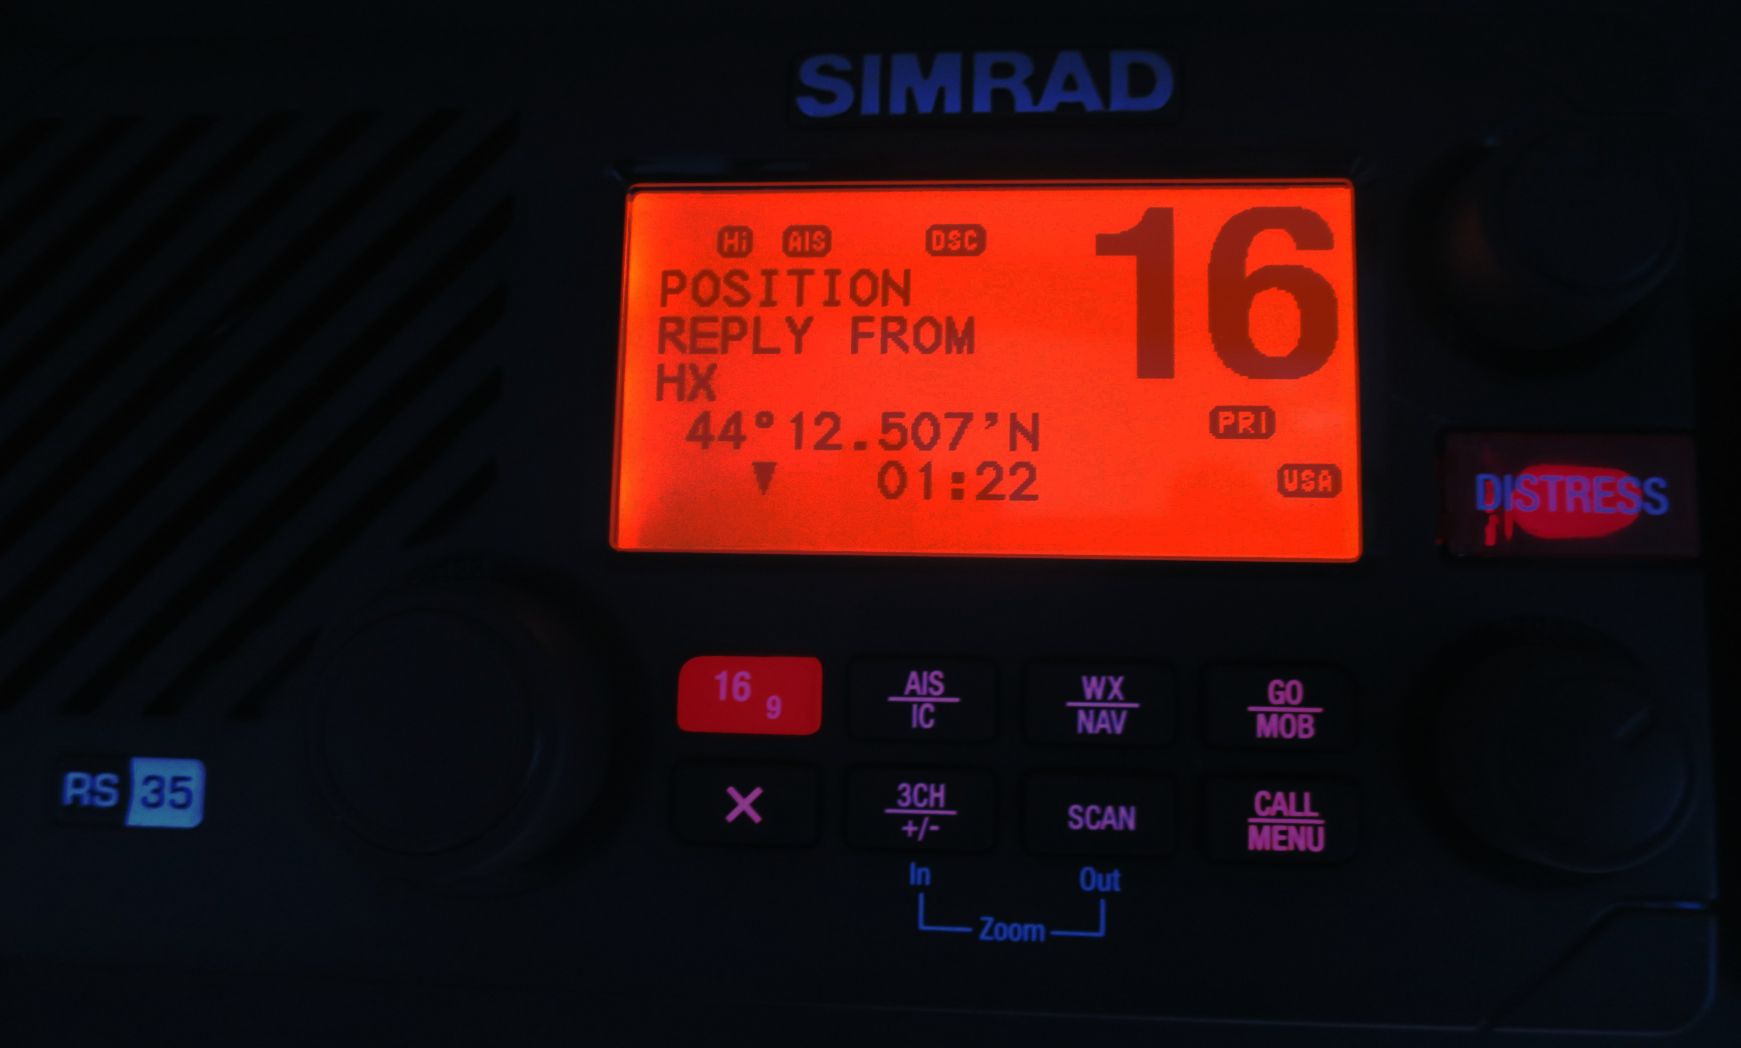 SIMRAD
Hi AIS DSC
16
POSITION
REPLY FROM
HX
44°12.507'N
PRI
▼ 01:22
USA
DISTRESS
16 9
AIS
IC
WX
NAV
GO
MOB
RS 35
X
3CH
+/-
SCAN
CALL
MENU
In
Out
Zoom